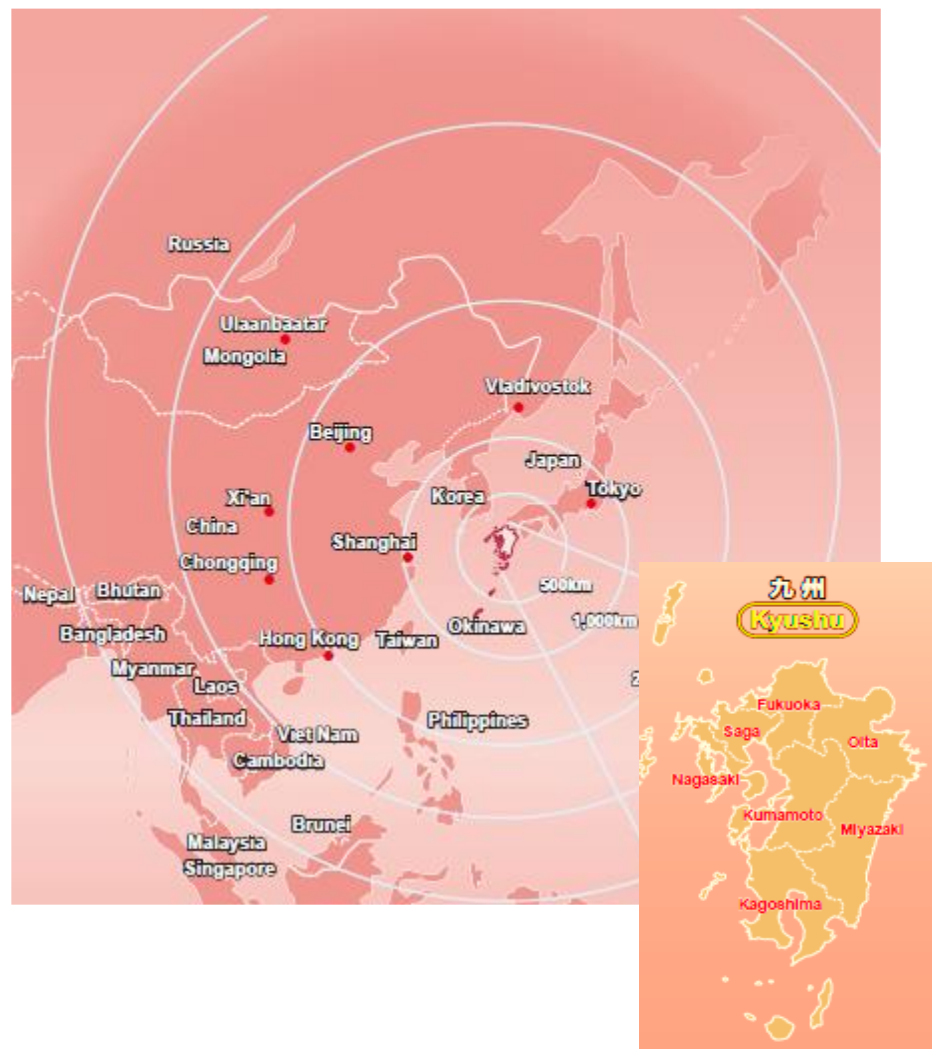 Russia
Ulaanbaatar
Mongolia
Vladivostok
Beijing
Japan
Korea
Tokyo
Xi'an
China
Shanghai
Chongqing
500km
Nepal
Bhutan
1,000km
Bangladesh
Hong Kong
Taiwan
Okinawa
Myanmar
Laos
2
Thailand
Philippines
Viet Nam
Cambodia
Brunei
Malaysia
Singapore
九州
Kyushu
Fukuoka
Saga
Oita
Nagasaki
Kumamoto
Miyazaki
Kagoshima